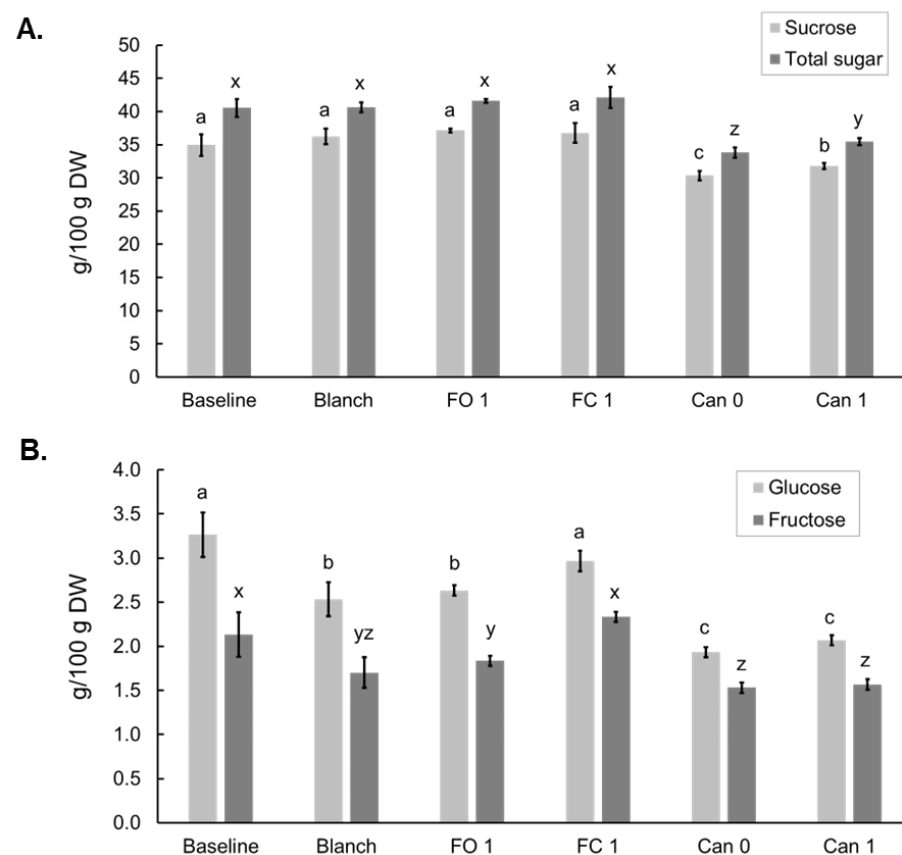 A.
Sucrose
Total sugar
50
45
40
35
30
25
20
15
10
5
0
g/100 g DW
a x a x a x a x c z b y
Baseline Blanch FO 1 FC 1 Can 0 Can 1
B.
Glucose
Fructose
4.0
3.5
3.0
2.5
2.0
1.5
1.0
0.5
0.0
g/100 g DW
a x b yz b y a x c z c z
Baseline Blanch FO 1 FC 1 Can 0 Can 1